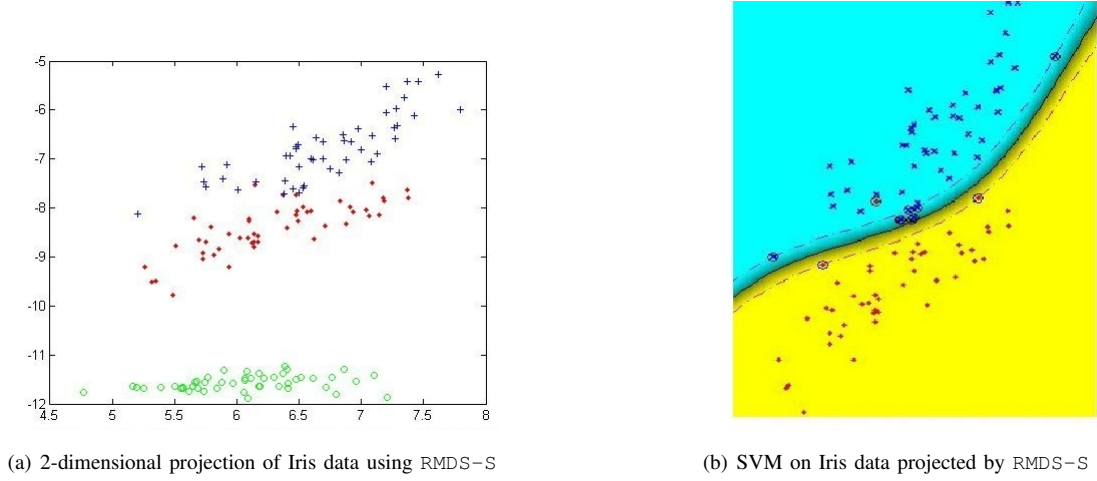 -5
-6
-7
-8
-9
-10
-11
-12
4.5 5 5.5 6 6.5 7 7.5 8
(a) 2-dimensional projection of Iris data using RMDS-S
(b) SVM on Iris data projected by RMDS-S